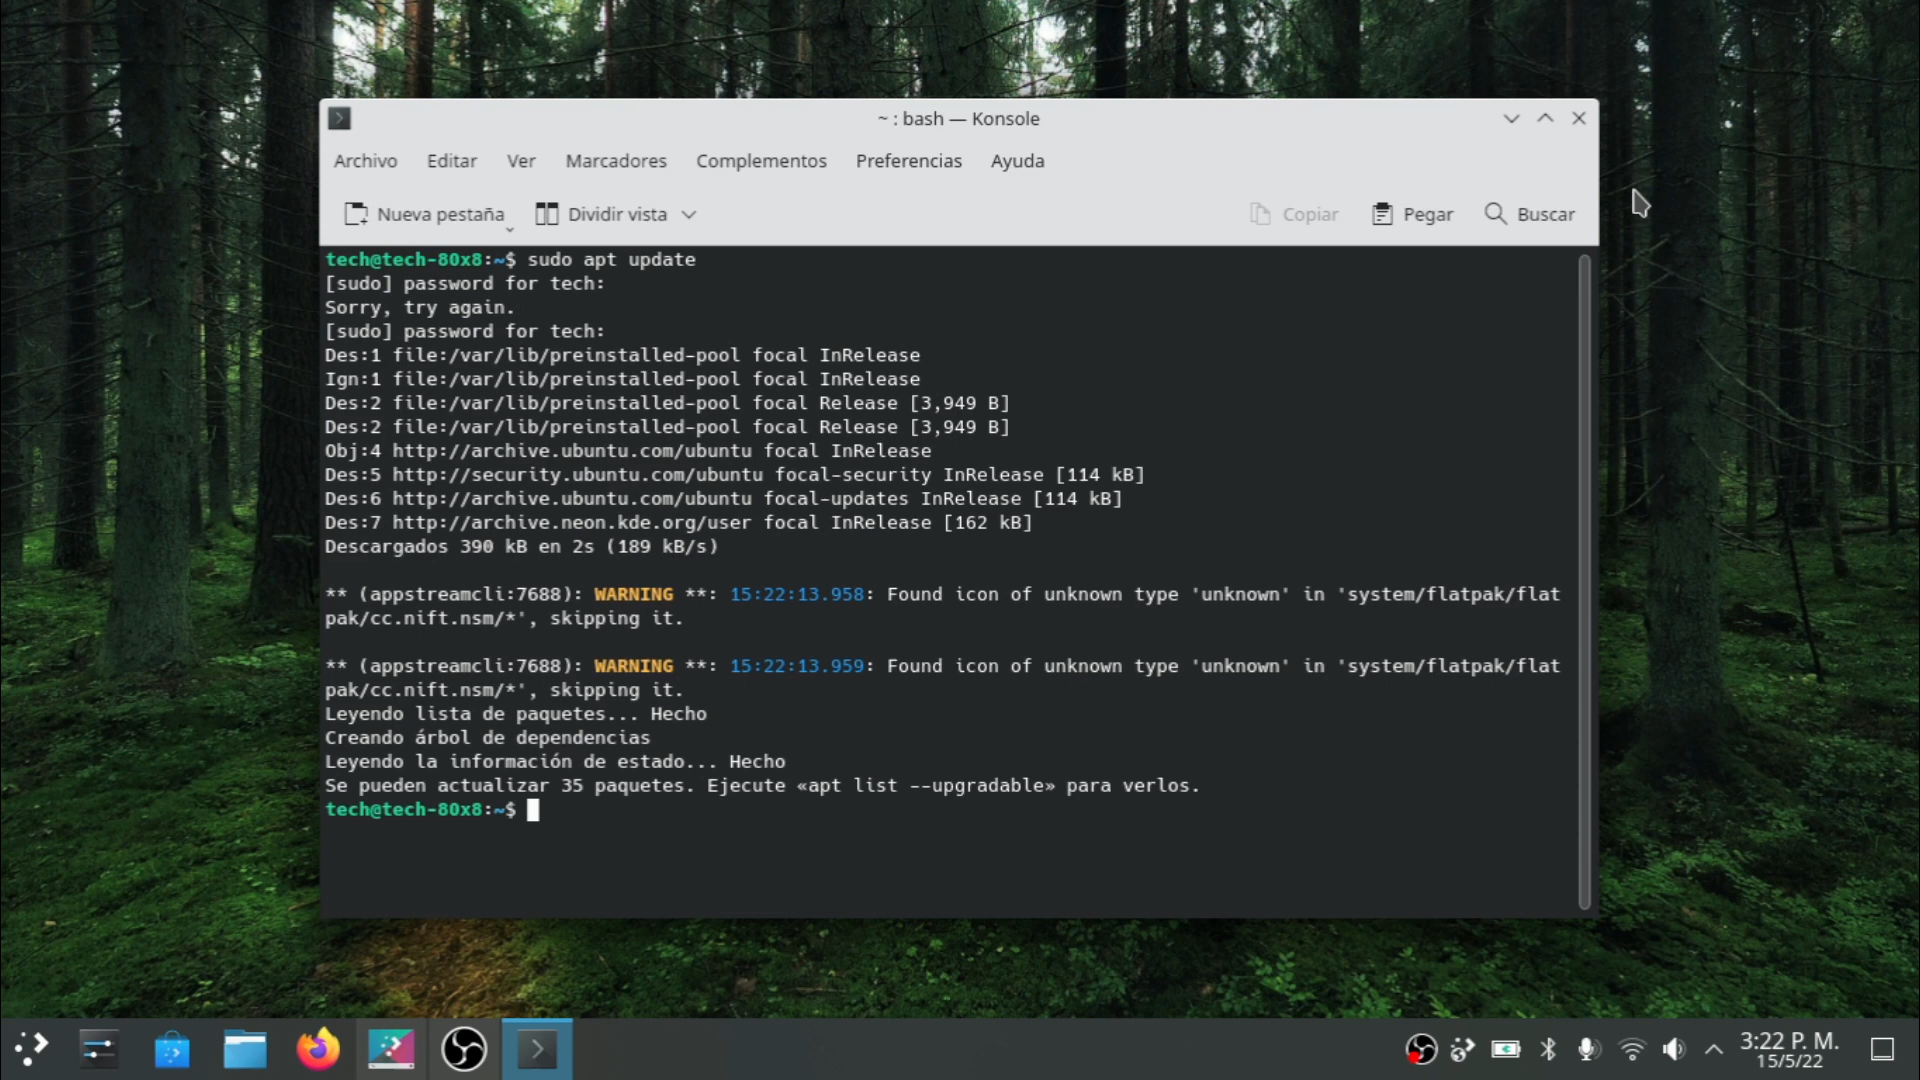 ~ : bash — Konsole
Archivo Editar Ver Marcadores Complementos Preferencias Ayuda
Nueva pestaña Dividir vista Copiar Pegar Buscar
tech@tech-80x8:~$ sudo apt update
[sudo] password for tech:
Sorry, try again.
[sudo] password for tech:
Des:1 file:/var/lib/preinstalled-pool focal InRelease
Ign:1 file:/var/lib/preinstalled-pool focal InRelease
Des:2 file:/var/lib/preinstalled-pool focal Release [3,949 B]
Des:2 file:/var/lib/preinstalled-pool focal Release [3,949 B]
Obj:4 http://archive.ubuntu.com/ubuntu focal InRelease
Des:5 http://security.ubuntu.com/ubuntu focal-security InRelease [114 kB]
Des:6 http://archive.ubuntu.com/ubuntu focal-updates InRelease [114 kB]
Des:7 http://archive.neon.kde.org/user focal InRelease [162 kB]
Descargados 390 kB en 2s (189 kB/s)
** (appstreamcli:7688): WARNING **: 15:22:13.958: Found icon of unknown type 'unknown' in 'system/flatpak/flat
pak/cc.nift.nsm/*', skipping it.
** (appstreamcli:7688): WARNING **: 15:22:13.959: Found icon of unknown type 'unknown' in 'system/flatpak/flat
pak/cc.nift.nsm/*', skipping it.
Leyendo lista de paquetes... Hecho
Creando árbol de dependencias
Leyendo la información de estado... Hecho
Se pueden actualizar 35 paquetes. Ejecute «apt list --upgradable» para verlos.
tech@tech-80x8:~$
3:22 P. M.
15/5/22